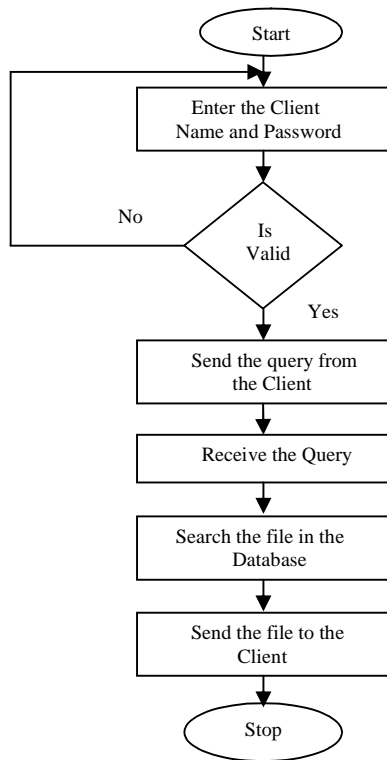 Start
Enter the Client
Name and Password
No
Is
Valid
Yes
Send the query from
the Client
Receive the Query
Search the file in the
Database
Send the file to the
Client
Stop